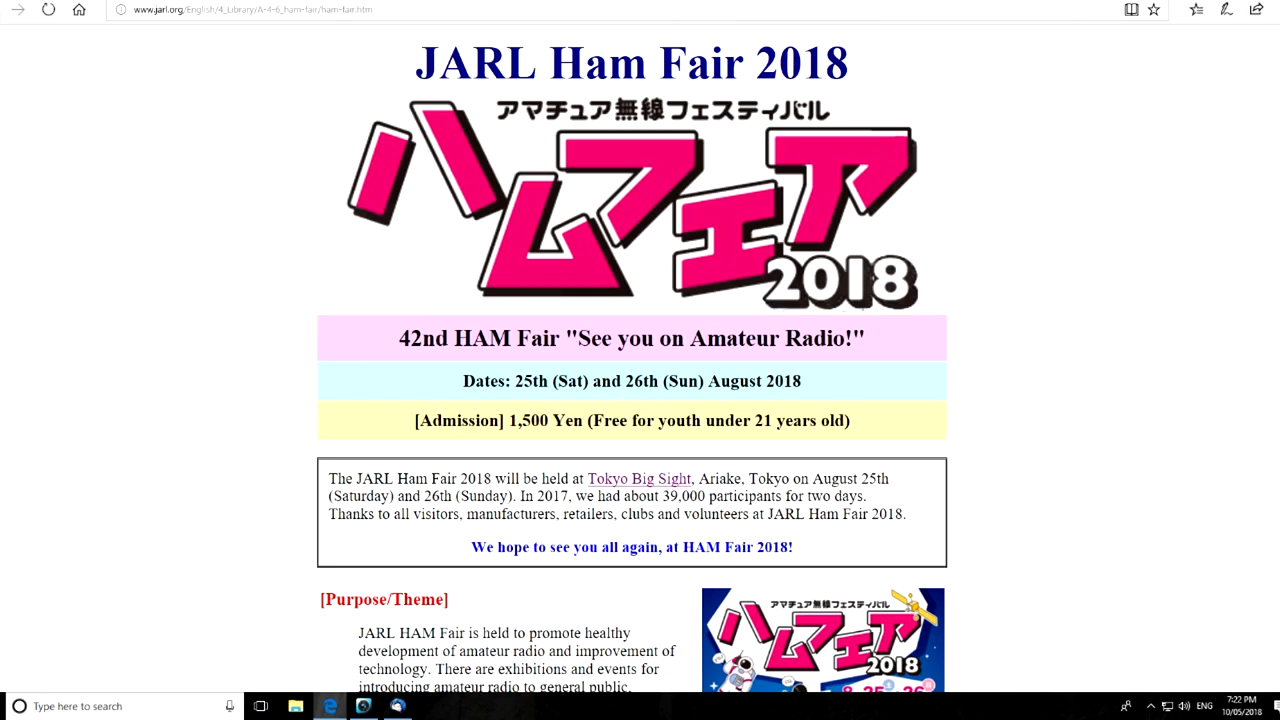 www.jarl.org/English/4_Library/A-4-6_ham-fair/ham-fair.htm
JARL Ham Fair 2018
アマチュア無線フェスティバル
ハムフェア
2018
42nd HAM Fair "See you on Amateur Radio!"
Dates: 25th (Sat) and 26th (Sun) August 2018
[Admission] 1,500 Yen (Free for youth under 21 years old)
The JARL Ham Fair 2018 will be held at Tokyo Big Sight, Ariake, Tokyo on August 25th
(Saturday) and 26th (Sunday). In 2017, we had about 39,000 participants for two days.
Thanks to all visitors, manufacturers, retailers, clubs and volunteers at JARL Ham Fair 2018.
We hope to see you all again, at HAM Fair 2018!
[Purpose/Theme]
JARL HAM Fair is held to promote healthy
development of amateur radio and improvement of
technology. There are exhibitions and events for
introducing amateur radio to general public,
アマチュア無線フェスティバル
ハムフェア
2018
Type here to search
ENG
7:22 PM
10/05/2018